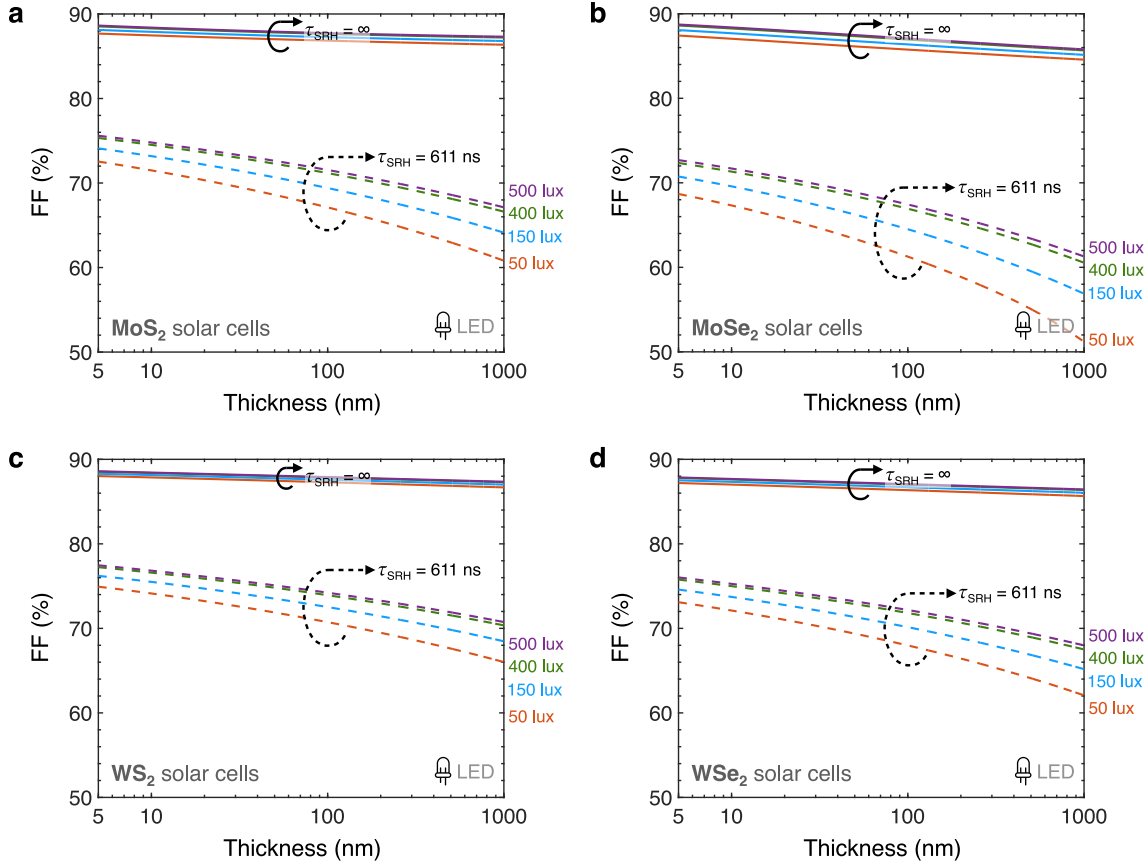 a
90
80
70
60
50
FF (%)
τSRH = ∞
τSRH = 611 ns
500 lux
400 lux
150 lux
50 lux
MoS2 solar cells
LED
5
10
100
1000
Thickness (nm)
b
90
80
70
60
50
FF (%)
τSRH = ∞
τSRH = 611 ns
500 lux
400 lux
150 lux
50 lux
MoSe2 solar cells
LED
5
10
100
1000
Thickness (nm)
c
90
80
70
60
50
FF (%)
τSRH = ∞
τSRH = 611 ns
500 lux
400 lux
150 lux
50 lux
WS2 solar cells
LED
5
10
100
1000
Thickness (nm)
d
90
80
70
60
50
FF (%)
τSRH = ∞
τSRH = 611 ns
500 lux
400 lux
150 lux
50 lux
WSe2 solar cells
LED
5
10
100
1000
Thickness (nm)